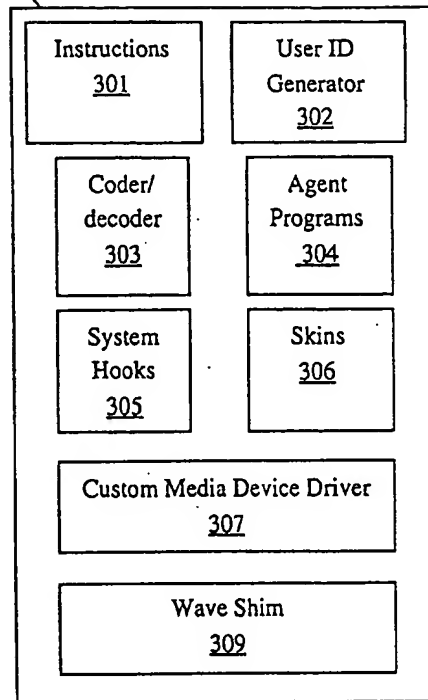 Instructions
301
User ID
Generator
302
Coder/
decoder
303
Agent
Programs
304
System
Hooks
305
Skins
306
Custom Media Device Driver
307
Wave Shim
309